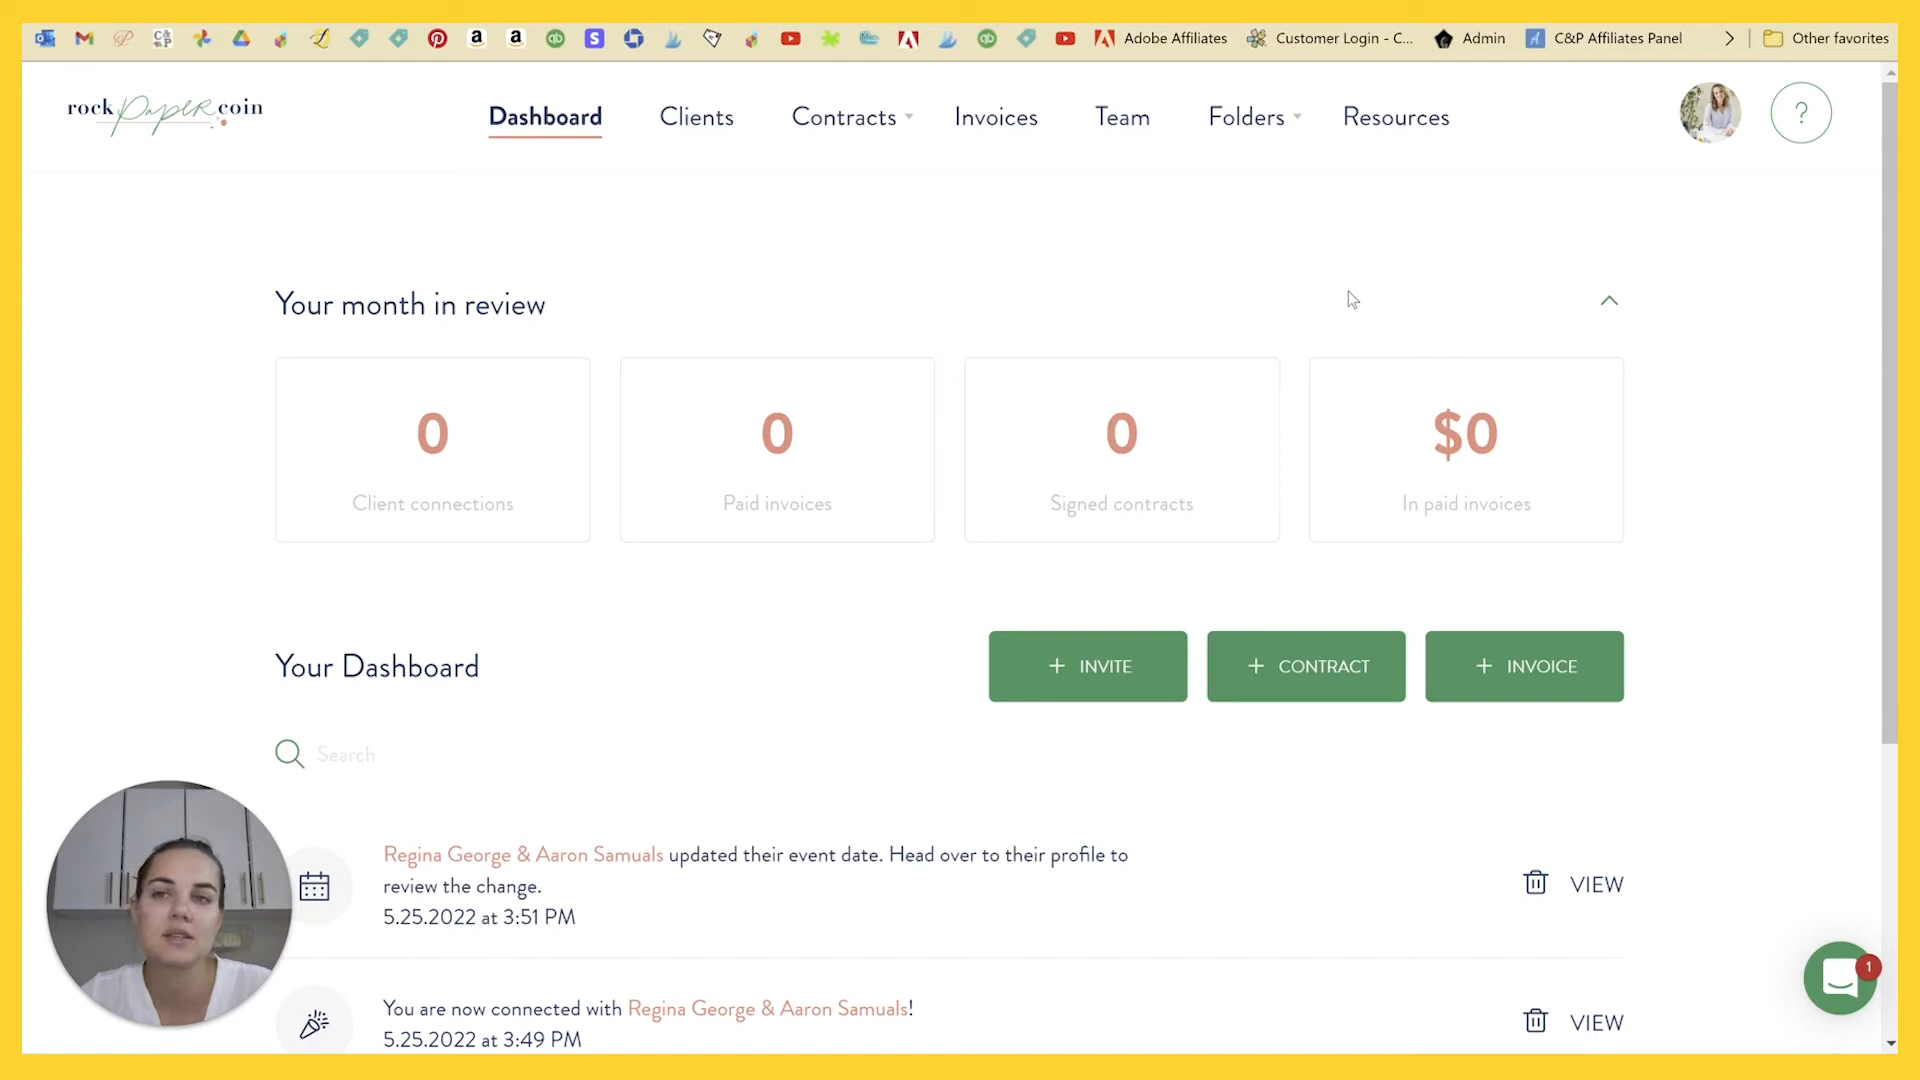 Adobe Affiliates
Customer Login - C...
Admin
C&P Affiliates Panel
Other favorites
rock paper coin
Dashboard
Clients
Contracts
Invoices
Team
Folders
Resources
?
Your month in review
0
Client connections
0
Paid invoices
0
Signed contracts
$0
In paid invoices
Your Dashboard
+ INVITE
+ CONTRACT
+ INVOICE
Search
Regina George & Aaron Samuals updated their event date. Head over to their profile to
review the change.
5.25.2022 at 3:51 PM
VIEW
You are now connected with Regina George & Aaron Samuals!
5.25.2022 at 3:49 PM
VIEW
1